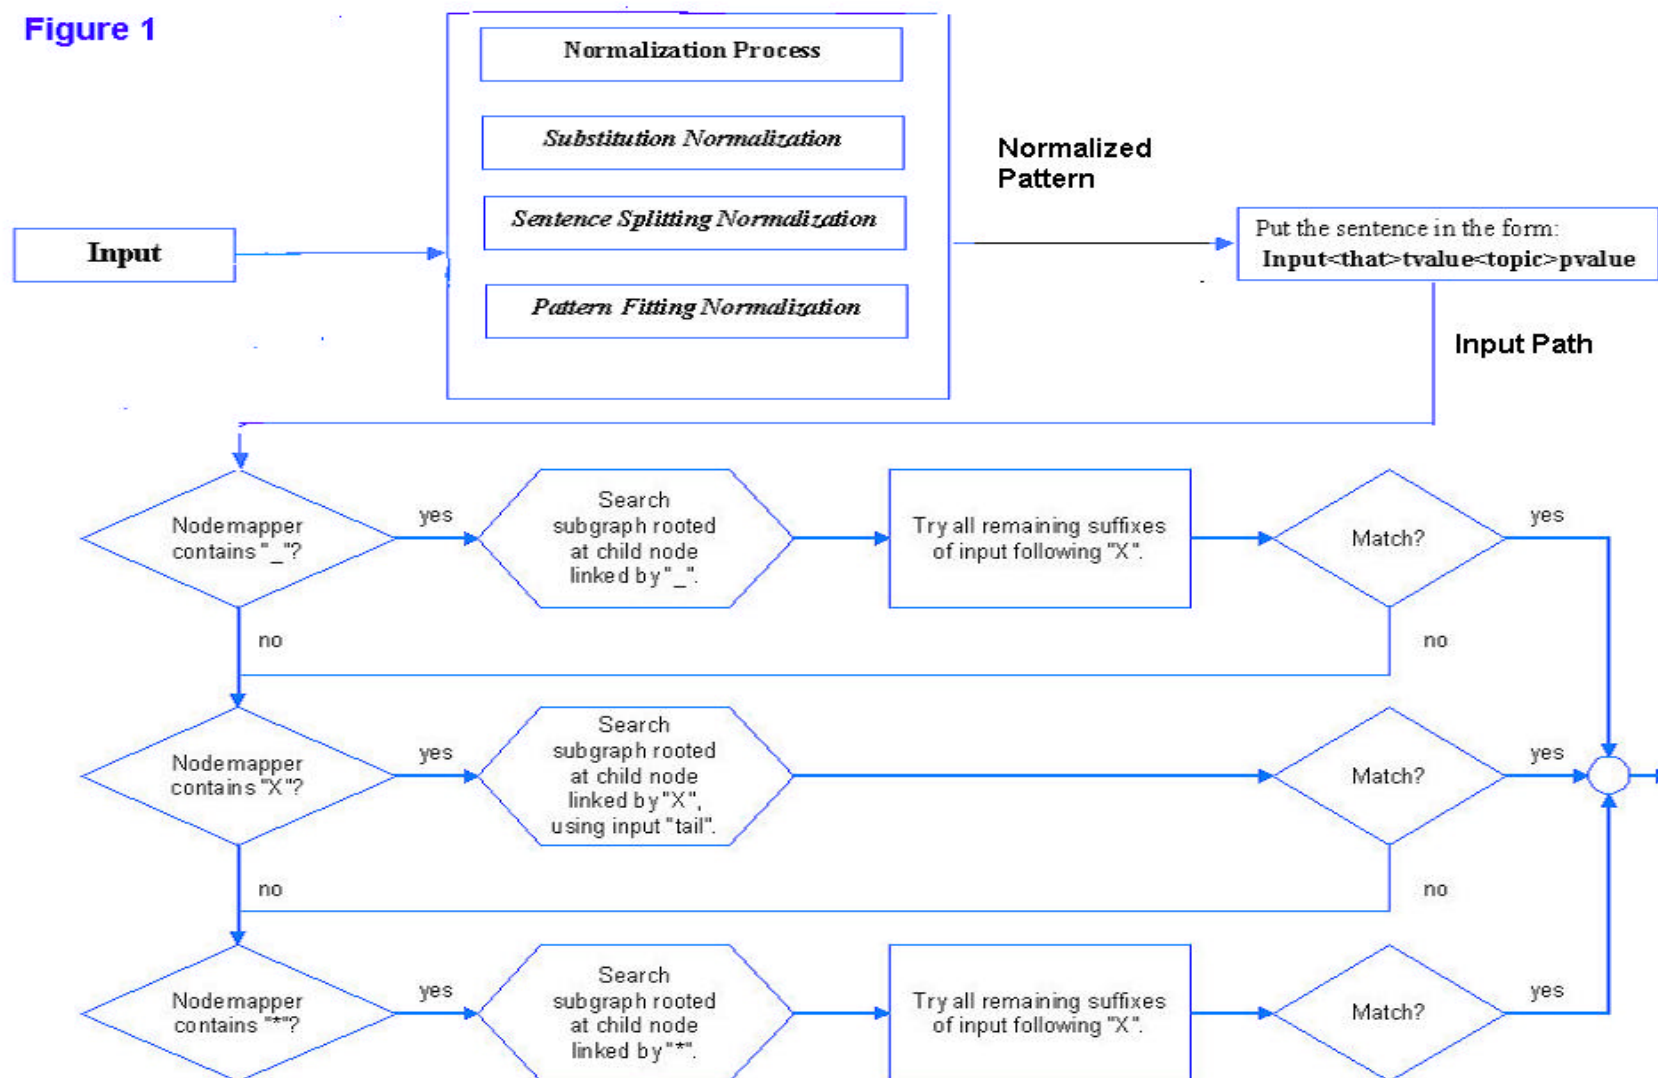 Figure 1
Normalization Process
Substitution Normalization
Sentence Splitting Normalization
Pattern Fitting Normalization
Input
Normalized
Pattern
Put the sentence in the form:
Input<that>tvalue<topic>pvalue
Input Path
Nodemapper
contains "_"?
yes
Search
subgraph rooted
at child node
linked by "_".
Try all remaining suffixes
of input following "X".
Match?
yes
no
no
Nodemapper
contains "X"?
yes
Search
subgraph rooted
at child node
linked by "X",
using input "tail".
Match?
yes
no
no
Nodemapper
contains "*"?
yes
Search
subgraph rooted
at child node
linked by "*".
Try all remaining suffixes
of input following "X".
Match?
yes